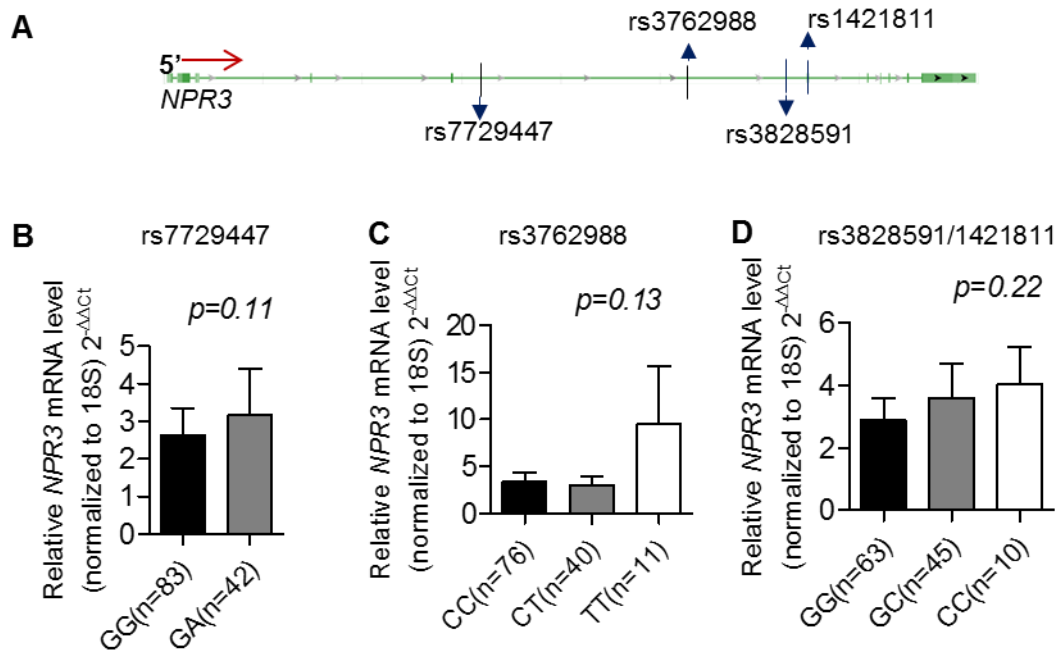 A
rs3762988
rs1421811
5’
NPR3
rs7729447
rs3828591
B
rs7729447
Relative NPR3 mRNA level
(normalized to 18S) 2-ΔΔCt
p=0.11
5
4
3
2
1
0
GG(n=83)
GA(n=42)
C
rs3762988
Relative NPR3 mRNA level
(normalized to 18S) 2-ΔΔCt
p=0.13
20
15
10
5
0
CC(n=76)
CT(n=40)
TT(n=11)
D
rs3828591/1421811
Relative NPR3 mRNA level
(normalized to 18S) 2-ΔΔCt
p=0.22
6
4
2
0
GG(n=63)
GC(n=45)
CC(n=10)